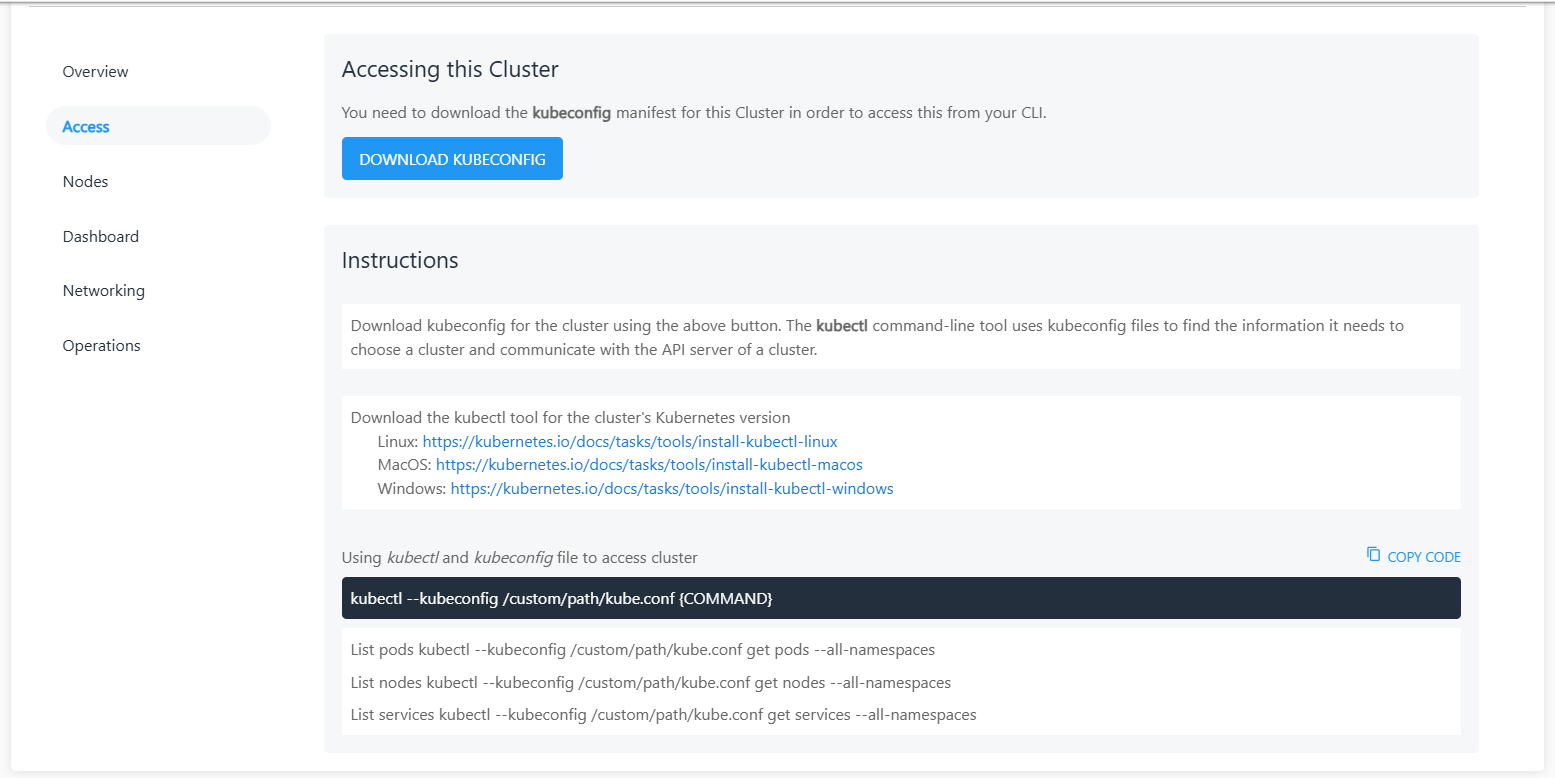 Overview
Access
Nodes
Dashboard
Networking
Operations
Accessing this Cluster
You need to download the kubeconfig manifest for this Cluster in order to access this from your CLI.
DOWNLOAD KUBECONFIG
Instructions
Download kubeconfig for the cluster using the above button. The kubectl command-line tool uses kubeconfig files to find the information it needs to
choose a cluster and communicate with the API server of a cluster.
Download the kubectl tool for the cluster's Kubernetes version
Linux: https://kubernetes.io/docs/tasks/tools/install-kubectl-linux
MacOS: https://kubernetes.io/docs/tasks/tools/install-kubectl-macos
Windows: https://kubernetes.io/docs/tasks/tools/install-kubectl-windows
Using kubectl and kubeconfig file to access cluster
COPY CODE
kubectl --kubeconfig /custom/path/kube.conf {COMMAND}
List pods kubectl --kubeconfig /custom/path/kube.conf get pods --all-namespaces
List nodes kubectl --kubeconfig /custom/path/kube.conf get nodes --all-namespaces
List services kubectl --kubeconfig /custom/path/kube.conf get services --all-namespaces